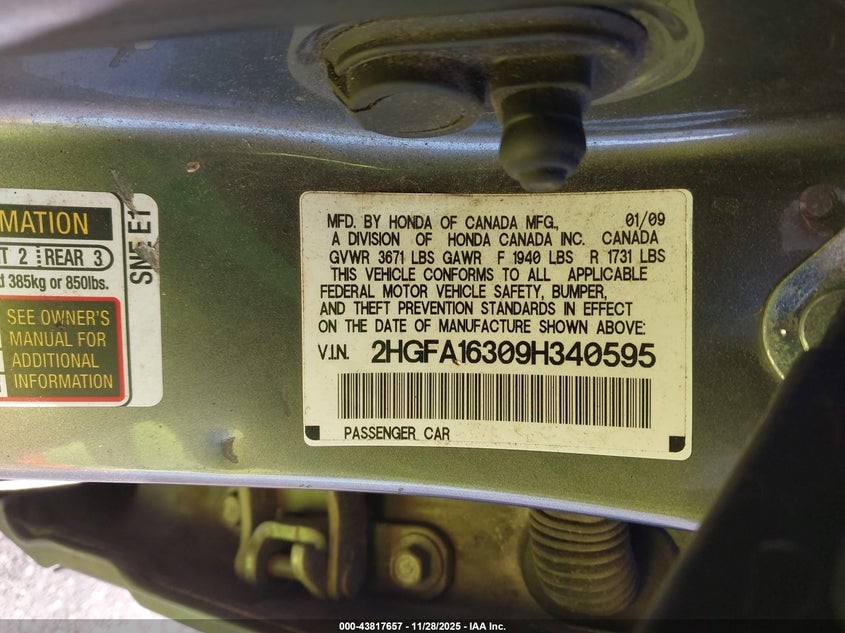 MATION
T 2 REAR 3
d 385kg or 850lbs.
SEE OWNER'S
MANUAL FOR
ADDITIONAL
INFORMATION
SNE E1
MFD. BY HONDA OF CANADA MFG., 01/09
A DIVISION OF HONDA CANADA INC. CANADA
GVWR 3671 LBS GAWR F 1940 LBS R 1731 LBS
THIS VEHICLE CONFORMS TO ALL APPLICABLE
FEDERAL MOTOR VEHICLE SAFETY, BUMPER,
AND THEFT PREVENTION STANDARDS IN EFFECT
ON THE DATE OF MANUFACTURE SHOWN ABOVE:
V.I.N. 2HGFA16309H340595
PASSENGER CAR
000-43817657 | 11/28/2025 - IAA Inc.